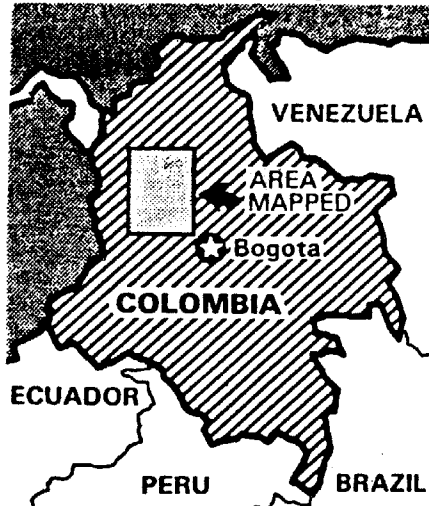 VENEZUELA
AREA
MAPPED
Bogota
COLOMBIA
ECUADOR
PERU
BRAZIL